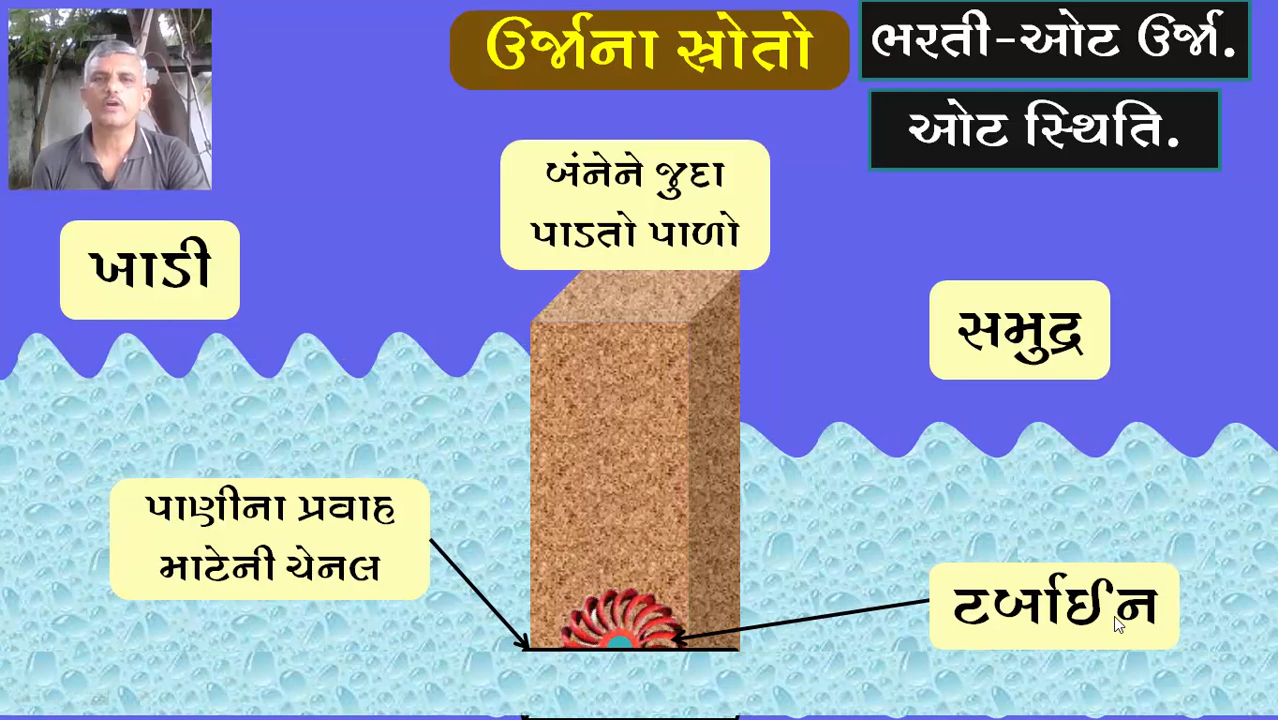 ઉર્જાના સ્રોતો
ભરતી-ઓટ ઉર્જા.
ઓટ સ્થિતિ.
બંનેને જુદા
પાડતો પાળો
ખાડી
સમુદ્ર
પાણીના પ્રવાહ
માટેની ચેનલ
ટર્બાઈન